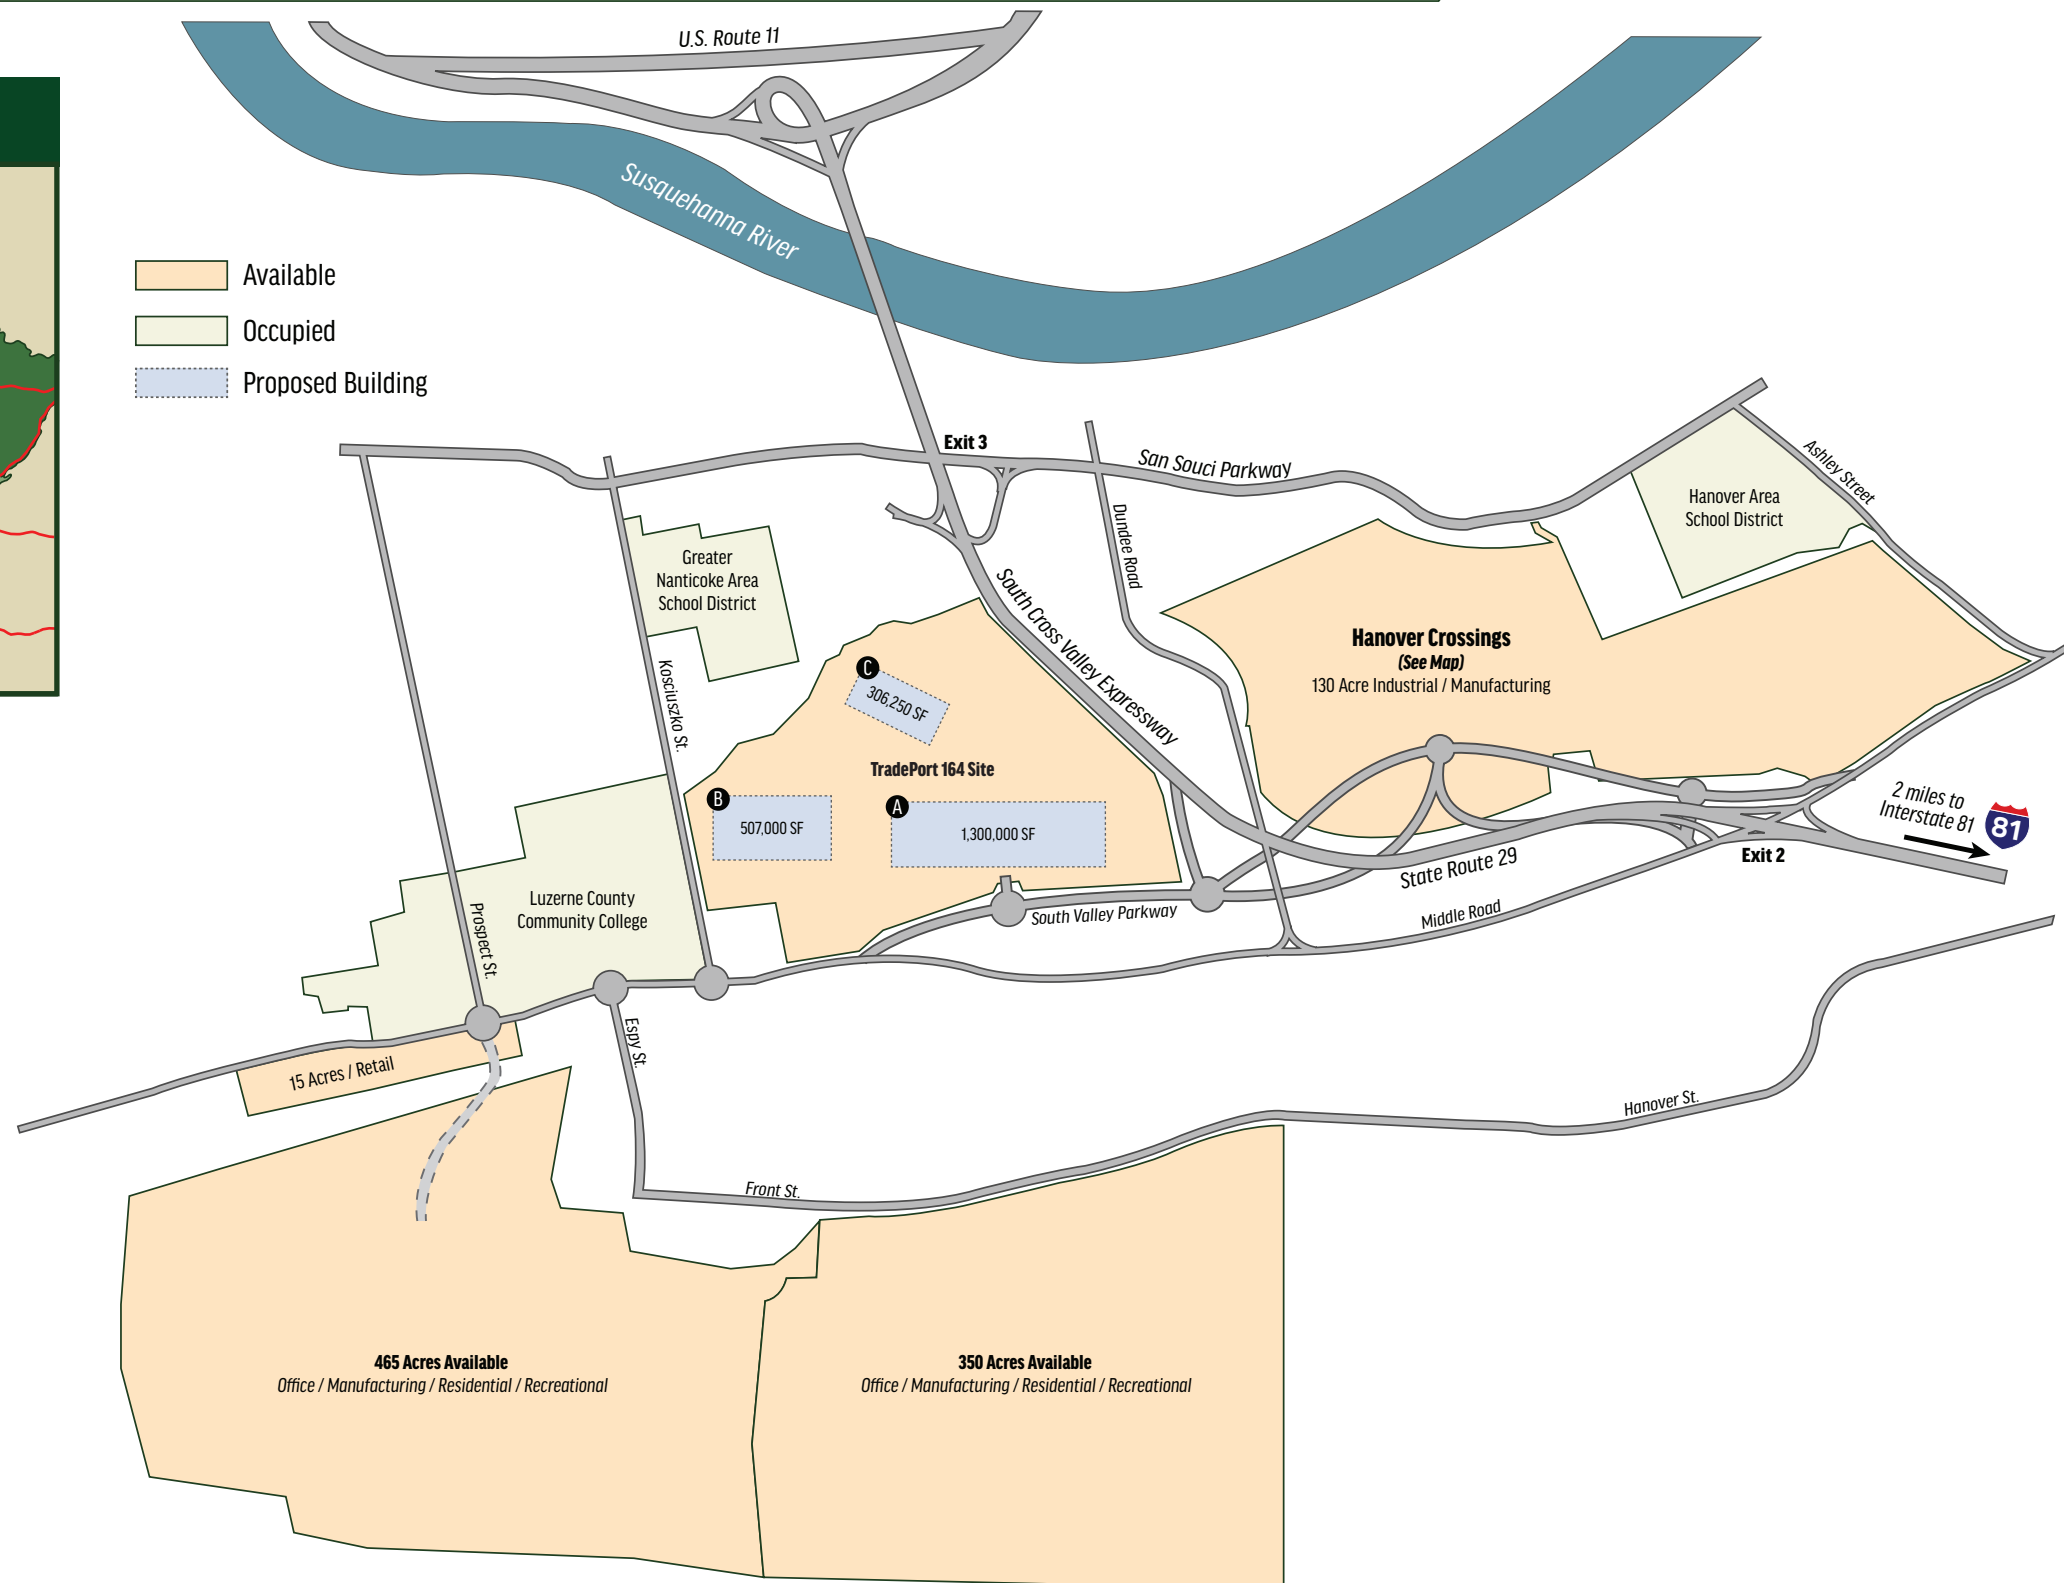 U.S. Route 11
Susquehanna River
Available
Occupied
Proposed Building
Exit 3
San Souci Parkway
Ashley Street
Hanover Area
School District
Dundee Road
Greater
Nanticoke Area
School District
South Cross Valley Expressway
Hanover Crossings
(See Map)
130 Acre Industrial / Manufacturing
Kosciuszko St.
C
306,250 SF
TradePort 164 Site
B
507,000 SF
A
1,300,000 SF
2 miles to
Interstate 81
81
Exit 2
State Route 29
Luzerne County
Community College
Prospect St.
South Valley Parkway
Middle Road
Espy St.
15 Acres / Retail
Hanover St.
Front St.
465 Acres Available
Office / Manufacturing / Residential / Recreational
350 Acres Available
Office / Manufacturing / Residential / Recreational